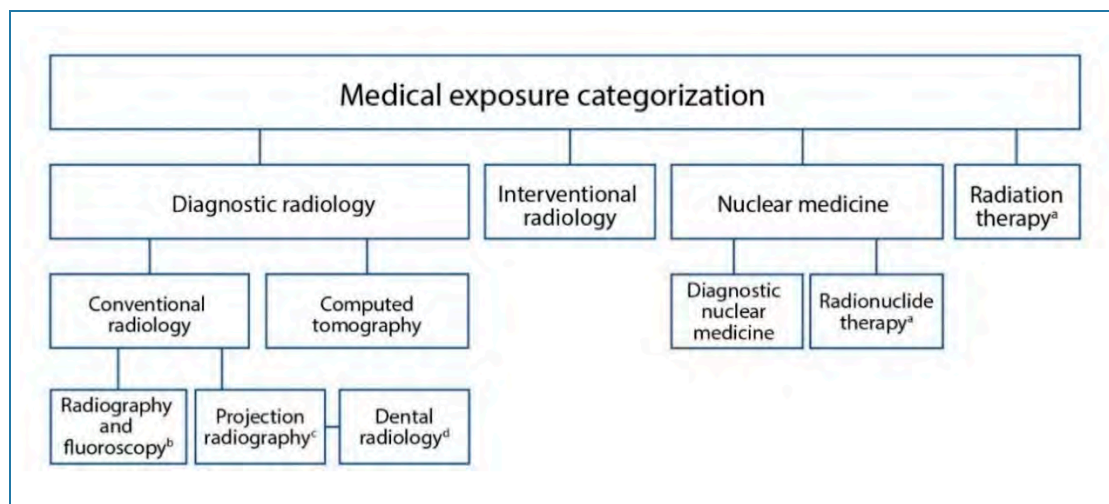 Medical exposure categorization
Diagnostic radiology
Interventional
radiology
Nuclear medicine
Radiation
therapyᵃ
Conventional
radiology
Computed
tomography
Diagnostic
nuclear
medicine
Radionuclide
therapyᵃ
Radiography
and
fluoroscopyᵇ
Projection
radiographyᶜ
Dental
radiologyᵈ